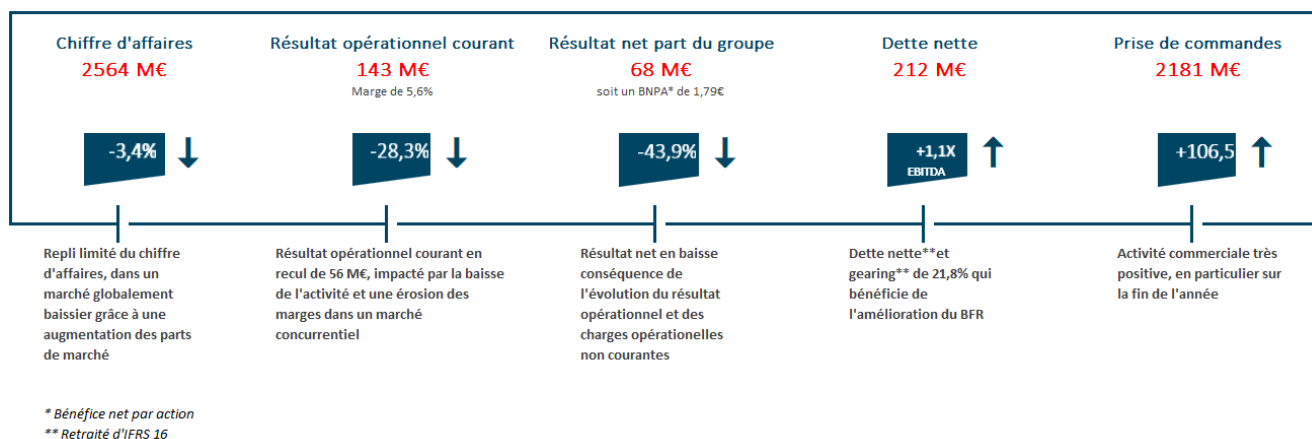 Chiffre d'affaires
2564 M€
-3,4%
Repli limité du chiffre
d'affaires, dans un
marché globalement
baissier grâce à une
augmentation des parts
de marché
Résultat opérationnel courant
143 M€
Marge de 5,6%
-28,3%
Résultat opérationnel courant en
recul de 56 M€, impacté par la baisse
de l'activité et une érosion des
marges dans un marché
concurrentiel
Résultat net part du groupe
68 M€
soit un BNPA* de 1,79€
-43,9%
Résultat net en baisse
conséquence de
l'évolution du résultat
opérationnel et des
charges opérationelles
non courantes
Dette nette
212 M€
+1,1X
EBITDA
Dette nette**et
gearing** de 21,8% qui
bénéficie de
l'amélioration du BFR
Prise de commandes
2181 M€
+106,5
Activité commerciale très
positive, en particulier sur
la fin de l'année
* Bénéfice net par action
** Retraité d'IFRS 16